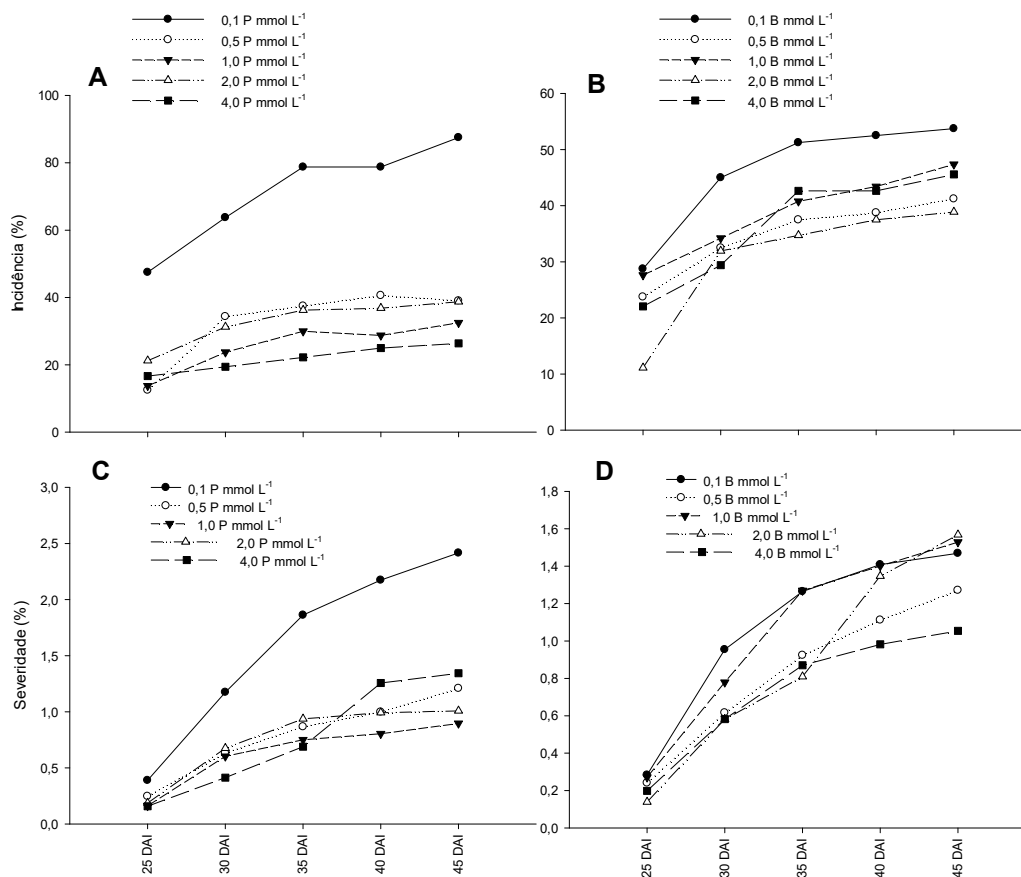 A
0,1 P mmol L⁻¹
0,5 P mmol L⁻¹
1,0 P mmol L⁻¹
2,0 P mmol L⁻¹
4,0 P mmol L⁻¹
Incidência (%)
100
80
60
40
20
0
B
0,1 B mmol L⁻¹
0,5 B mmol L⁻¹
1,0 B mmol L⁻¹
2,0 B mmol L⁻¹
4,0 B mmol L⁻¹
60
50
40
30
20
10
0
C
0,1 P mmol L⁻¹
0,5 P mmol L⁻¹
1,0 P mmol L⁻¹
2,0 P mmol L⁻¹
4,0 P mmol L⁻¹
Severidade (%)
3,0
2,5
2,0
1,5
1,0
0,5
0,0
25 DAI
30 DAI
35 DAI
40 DAI
45 DAI
D
0,1 B mmol L⁻¹
0,5 B mmol L⁻¹
1,0 B mmol L⁻¹
2,0 B mmol L⁻¹
4,0 B mmol L⁻¹
1,8
1,6
1,4
1,2
1,0
0,8
0,6
0,4
0,2
0,0
25 DAI
30 DAI
35 DAI
40 DAI
45 DAI